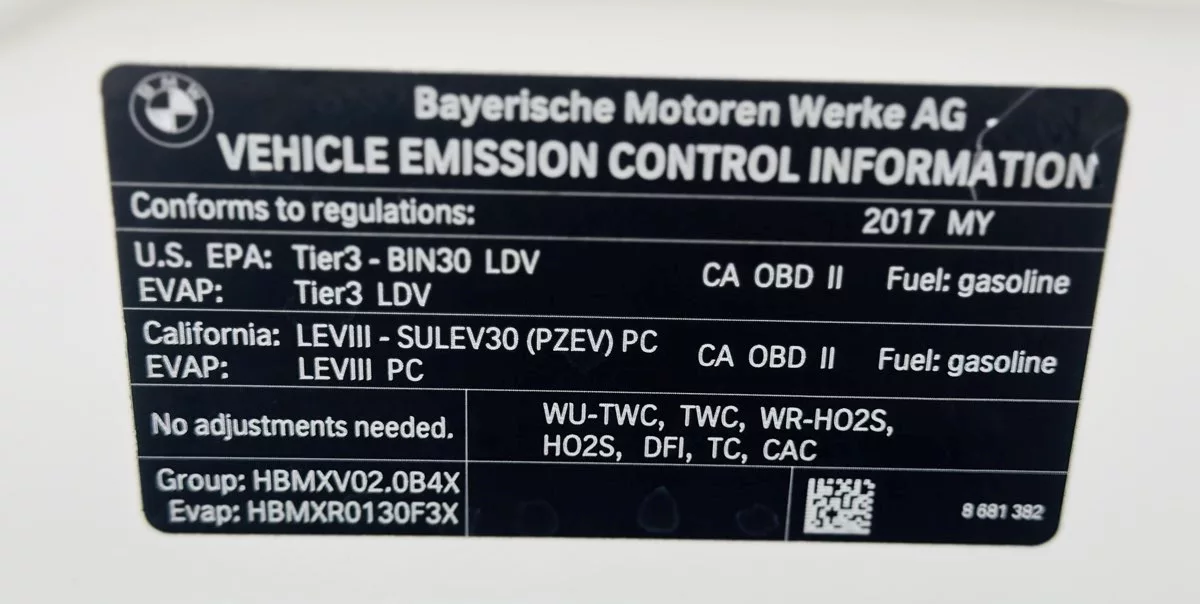 BMW
Bayerische Motoren Werke AG
VEHICLE EMISSION CONTROL INFORMATION
Conforms to regulations: 2017 MY
U.S. EPA: Tier3 - BIN30 LDV CA OBD II Fuel: gasoline
EVAP: Tier3 LDV
California: LEVIII - SULEV30 (PZEV) PC CA OBD II Fuel: gasoline
EVAP: LEVIII PC
No adjustments needed.
WU-TWC, TWC, WR-HO2S,
HO2S, DFI, TC, CAC
Group: HBMXV02.0B4X
Evap: HBMXR0130F3X
8 681 382